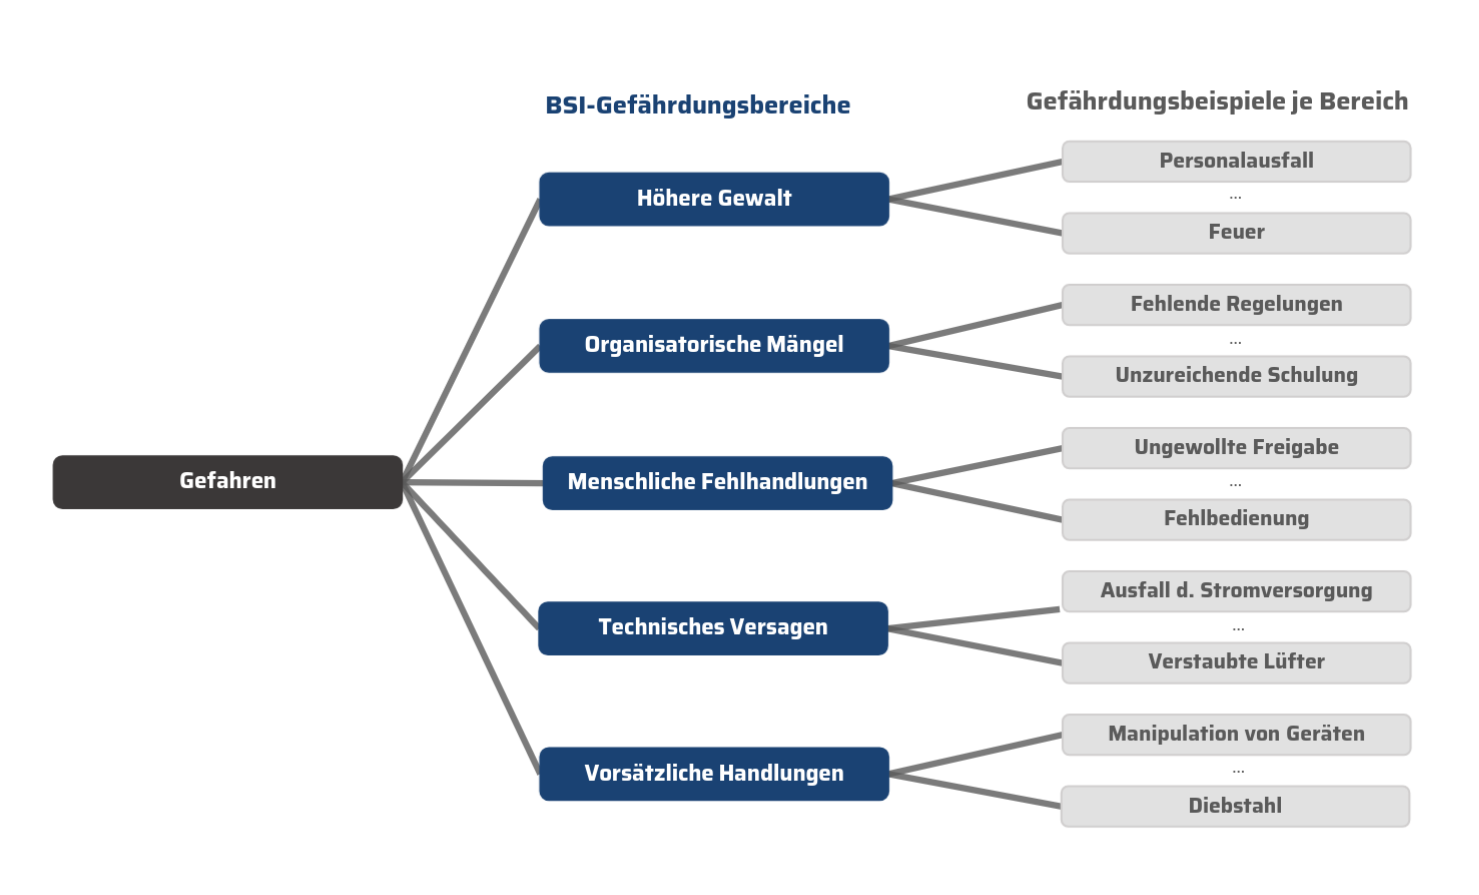 BSI-Gefährdungsbereiche
Gefährdungsbeispiele je Bereich
Gefahren
Höhere Gewalt
Personalausfall
...
Feuer
Organisatorische Mängel
Fehlende Regelungen
...
Unzureichende Schulung
Menschliche Fehlhandlungen
Ungewollte Freigabe
...
Fehlbedienung
Technisches Versagen
Ausfall d. Stromversorgung
...
Verstaubte Lüfter
Vorsätzliche Handlungen
Manipulation von Geräten
...
Diebstahl